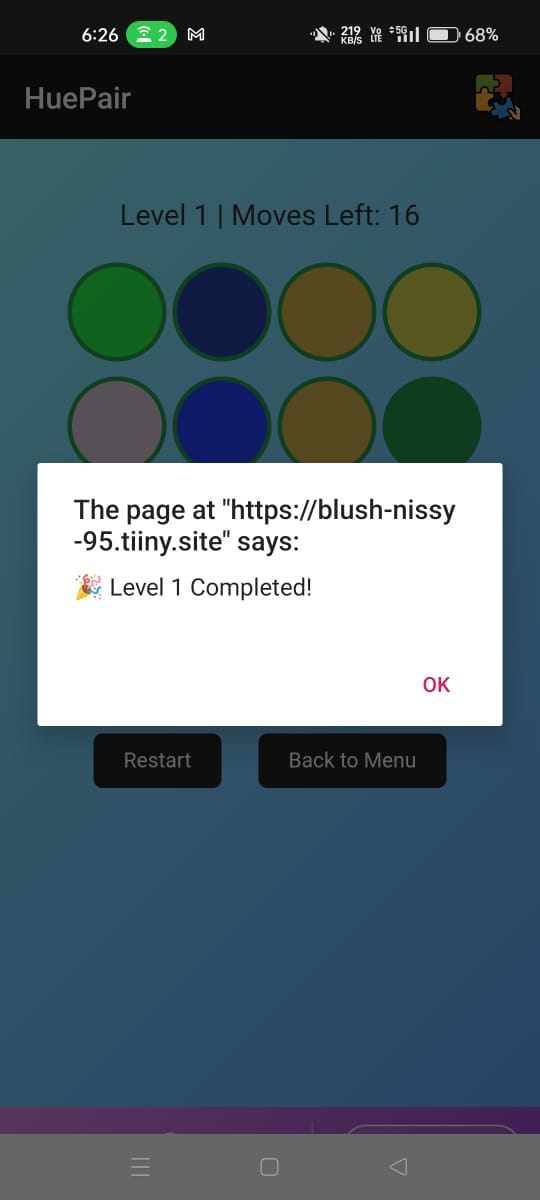 6:26 2 219 KB/S Vo LTE 5G 68%
HuePair
Level 1 | Moves Left: 16
The page at "https://blush-nissy
-95.tiiny.site" says:
🎉 Level 1 Completed!
OK
Restart Back to Menu